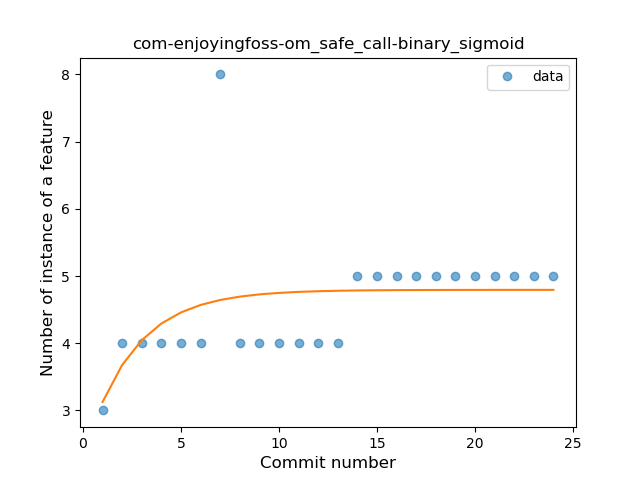 com-enjoyingfoss-om_safe_call-binary_sigmoid
data
8
7
6
5
4
3
Number of instance of a feature
0 5 10 15 20 25
Commit number